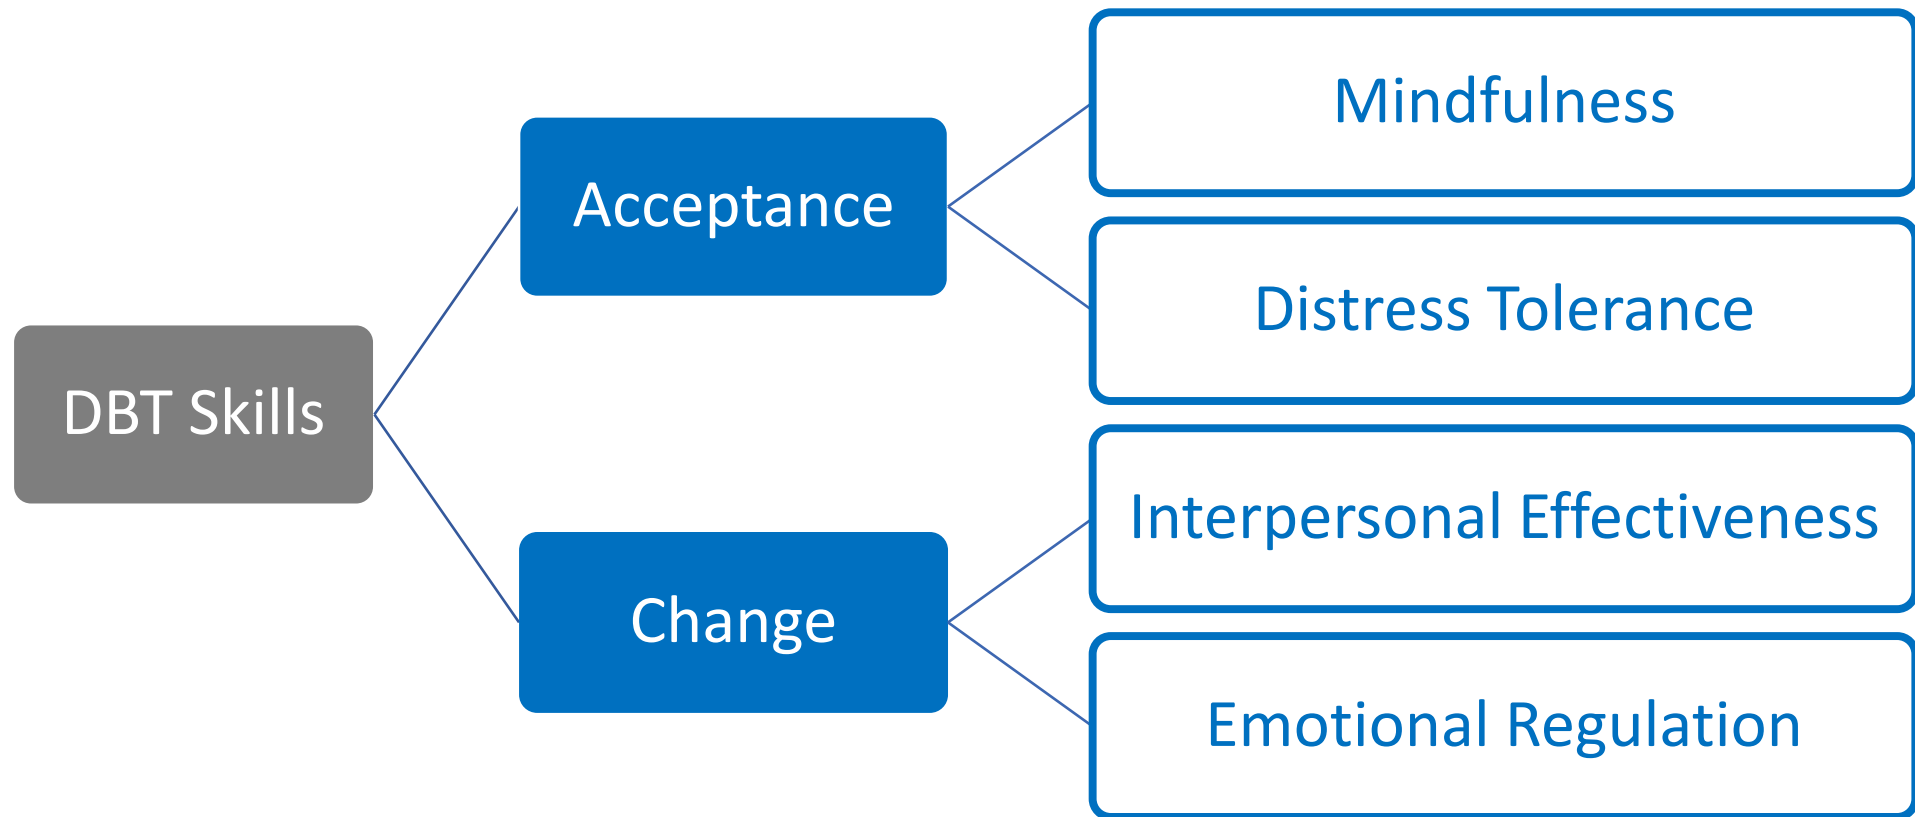 DBT Skills
Acceptance
Mindfulness
Distress Tolerance
Change
Interpersonal Effectiveness
Emotional Regulation